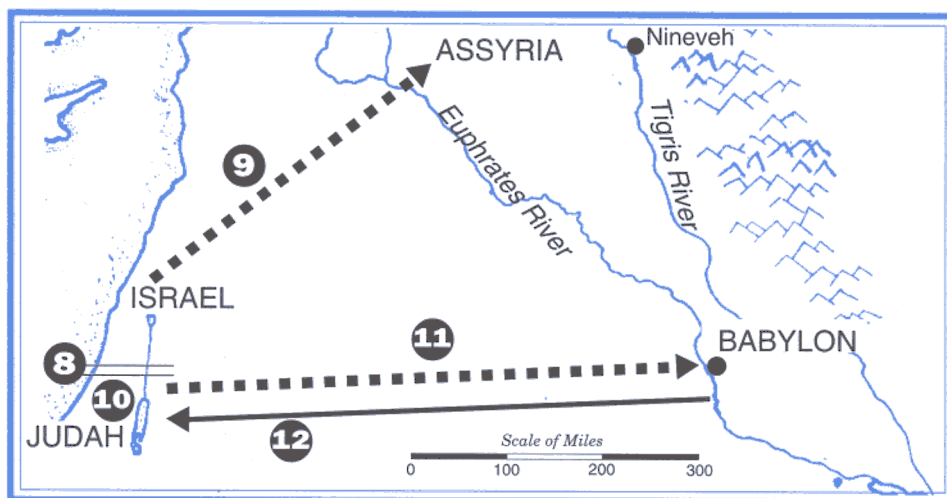 ASSYRIA
Nineveh
Euphrates River
Tigris River
9
ISRAEL
8
11
BABYLON
10
JUDAH
12
Scale of Miles
0 100 200 300